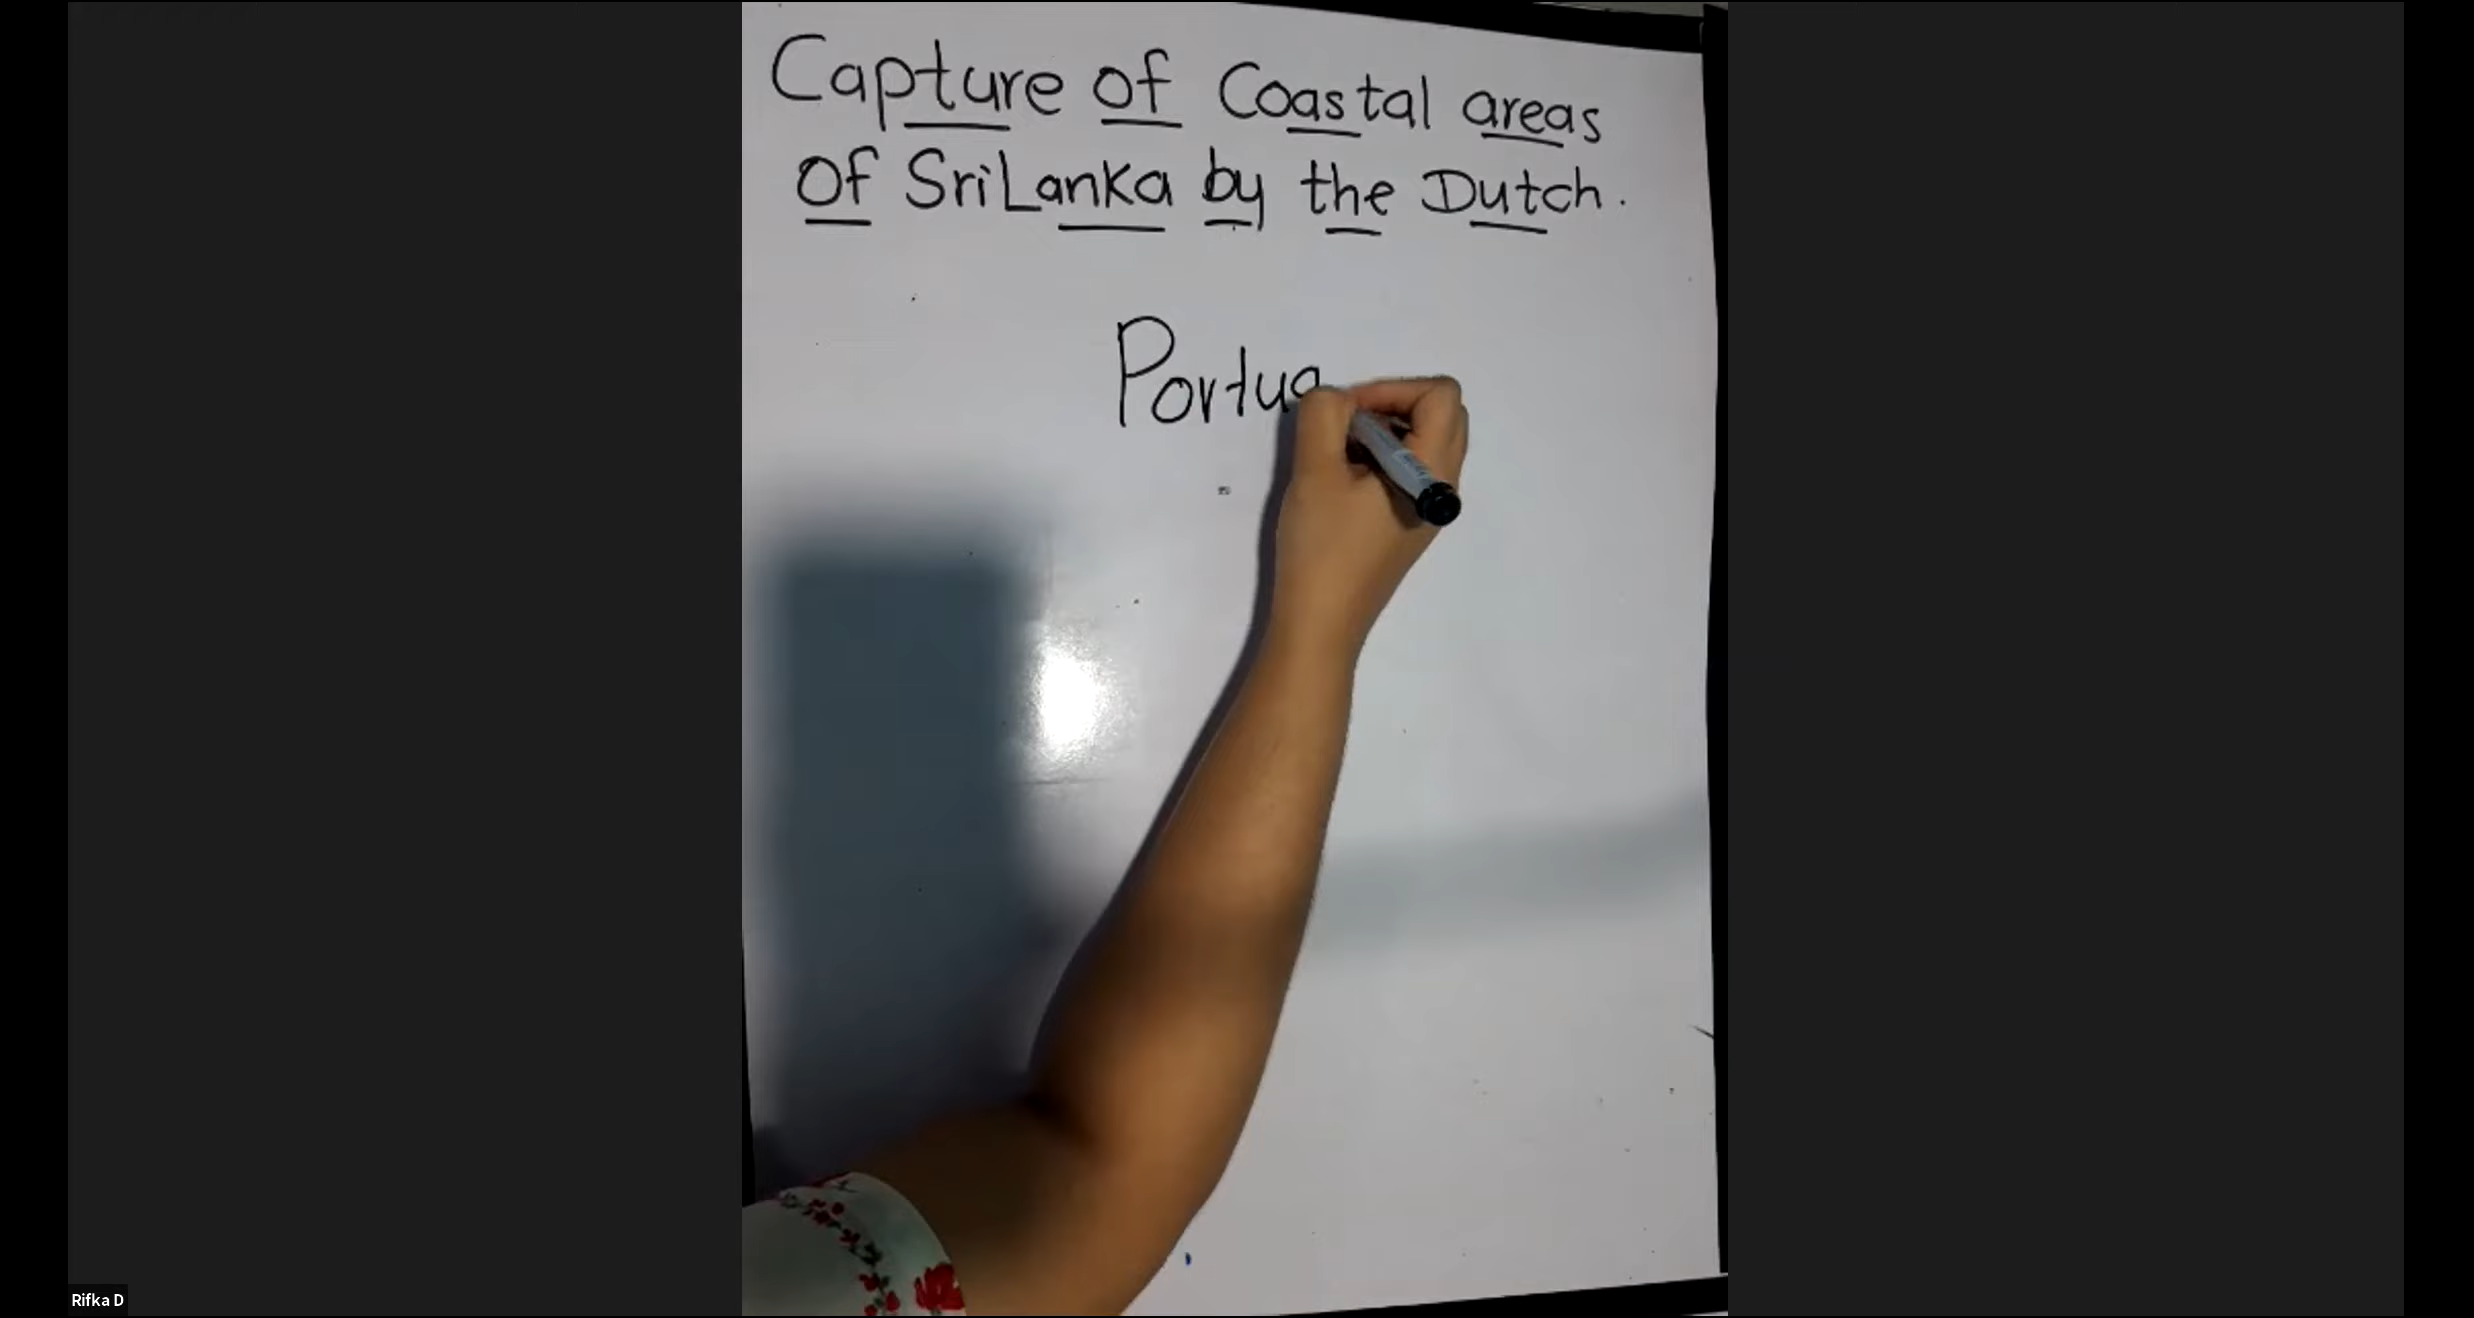 Capture of Coastal areas
Of SriLanka by the Dutch.
Portug
Rifka D